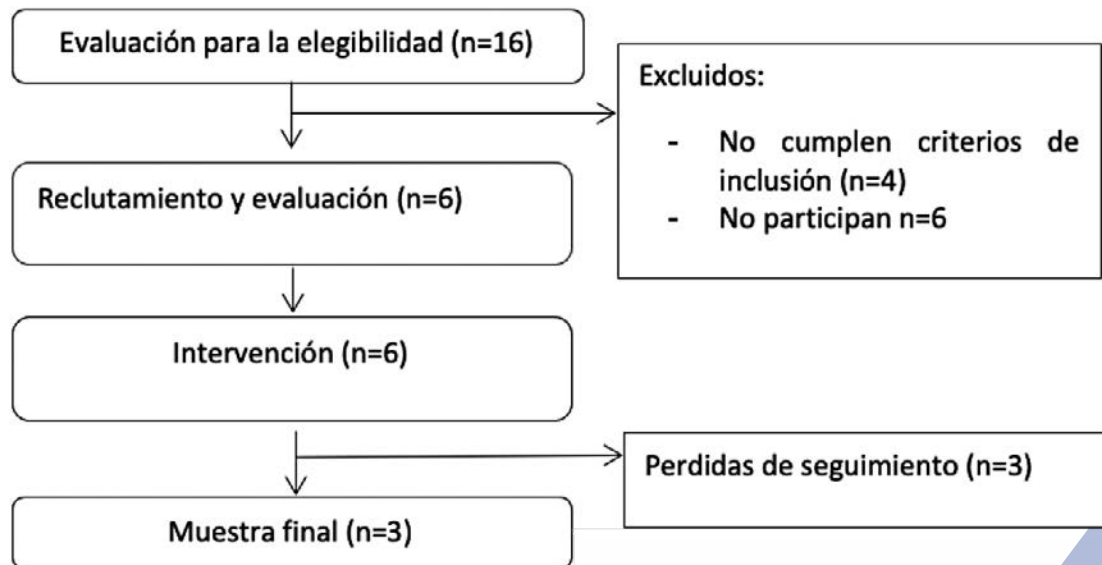 Evaluación para la elegibilidad (n=16)
Excluidos:
- No cumplen criterios de
inclusión (n=4)
- No participan n=6
Reclutamiento y evaluación (n=6)
Intervención (n=6)
Perdidas de seguimiento (n=3)
Muestra final (n=3)